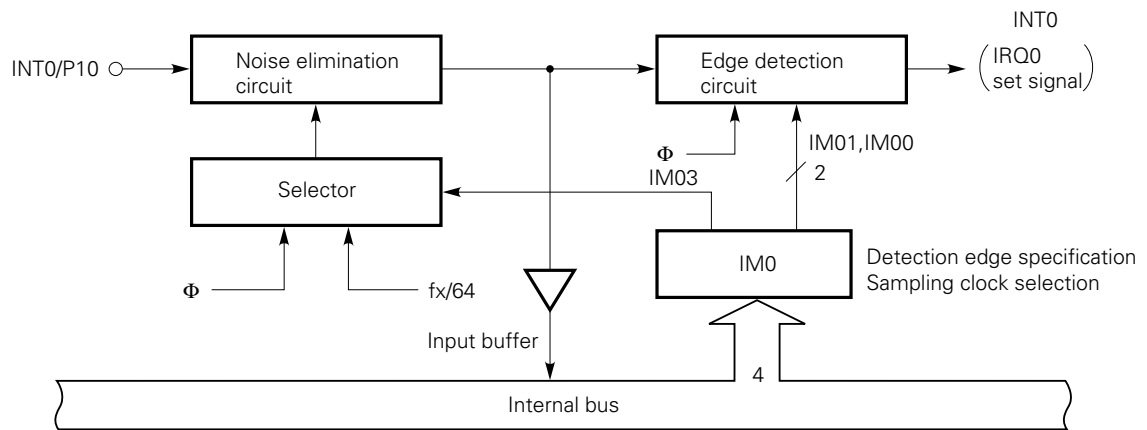 INT0
INT0/P10
Noise elimination
circuit
Edge detection
circuit
(IRQ0
set signal)
Φ
IM01,IM00
2
IM03
Selector
IM0
Detection edge specification
Sampling clock selection
Φ
fx/64
Input buffer
4
Internal bus